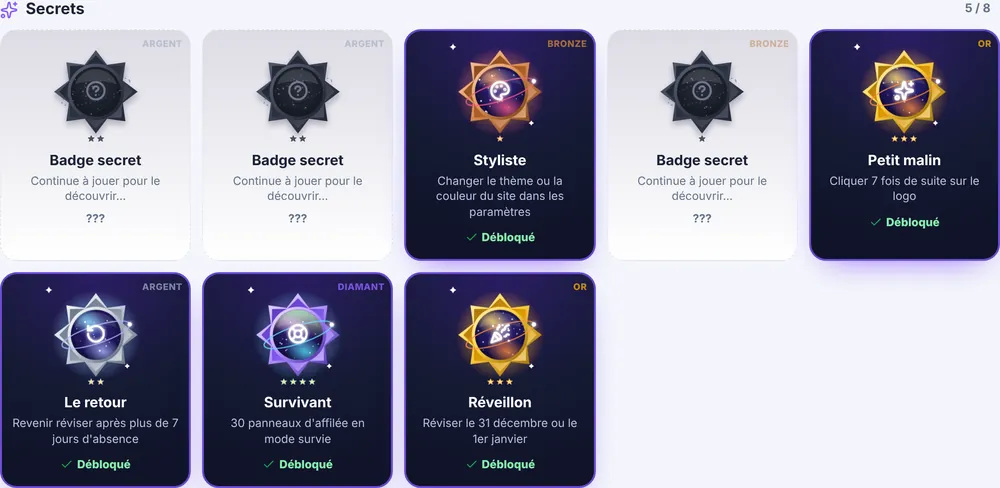 Secrets
5 / 8
ARGENT
Badge secret
Continue à jouer pour le
découvrir...
???
ARGENT
Badge secret
Continue à jouer pour le
découvrir...
???
BRONZE
Styliste
Changer le thème ou la
couleur du site dans les
paramètres
Débloqué
BRONZE
Badge secret
Continue à jouer pour le
découvrir...
???
OR
Petit malin
Cliquer 7 fois de suite sur le
logo
Débloqué
ARGENT
Le retour
Revenir réviser après plus de 7
jours d'absence
Débloqué
DIAMANT
Survivant
30 panneaux d'affilée en
mode survie
Débloqué
OR
Réveillon
Réviser le 31 décembre ou le
1er janvier
Débloqué